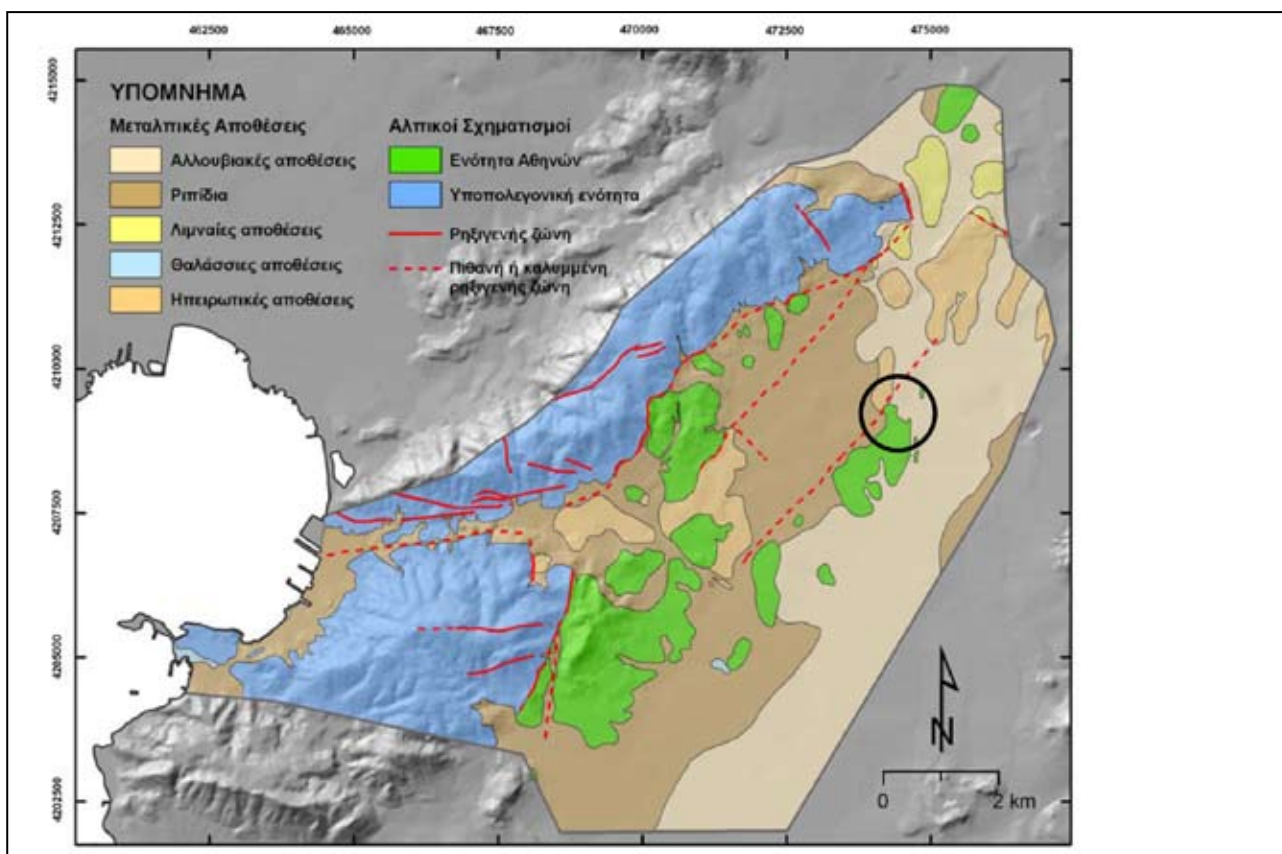 462500 465000 467500 470000 472500 475000
4215000
4212500
4210000
4207500
4205000
4202500
ΥΠΟΜΝΗΜΑ
Μεταλπικές Αποθέσεις
Αλλουβιακές αποθέσεις
Ριπίδια
Λιμναίες αποθέσεις
Θαλάσσιες αποθέσεις
Ηπειρωτικές αποθέσεις
Αλπικοί Σχηματισμοί
Ενότητα Αθηνών
Υποπολεγονική ενότητα
Ρηξιγενής ζώνη
Πιθανή ή καλυμμένη
ρηξιγενής ζώνη
N
0 2 km